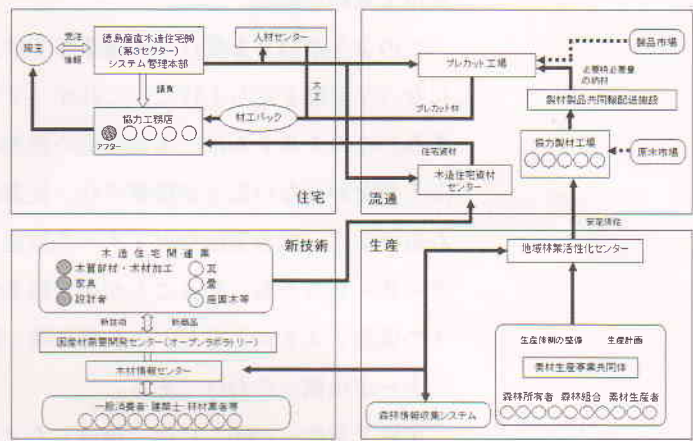 施主
受注
情報
徳島産直木造住宅㈱
(第3セクター)
システム管理本部
請負
協力工務店
アフター
人材センター
大工
材工パック
住宅
プレカット工場
プレカット材
住宅資材
木造住宅資材
センター
流通
製品市場
必要時必要量
の納材
製材製品共同輸配送施設
協力製材工場
原木市場
安定供給
新技術
木造住宅関連業
木質部材・木材加工
家具
設計者
瓦
畳
座園木等
新技術
新商品
国産材需要開発センター(オープンラボラトリー)
木材情報センター
一般消費者・建築士・林材業者等
生産
地域林業活性化センター
生産体制の整備
生産計画
素材生産事業共同体
森林所有者
森林組合
素材生産者
森林情報収集システム